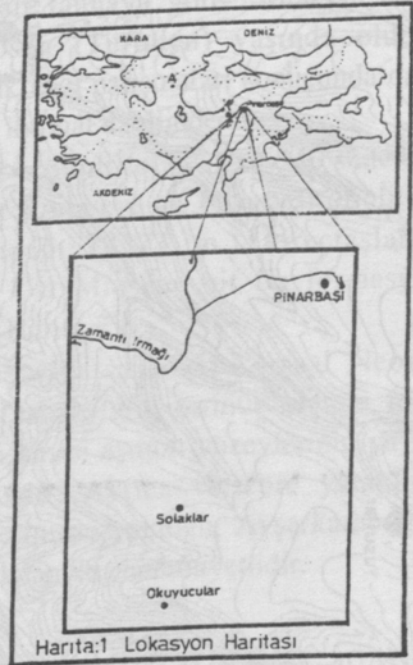 KARA
DENİZ
A
B
AKDENİZ
PINARBAŞI
Zamantı Irmağı
Solaklar
Okuyucular
Harita:1 Lokasyon Haritası